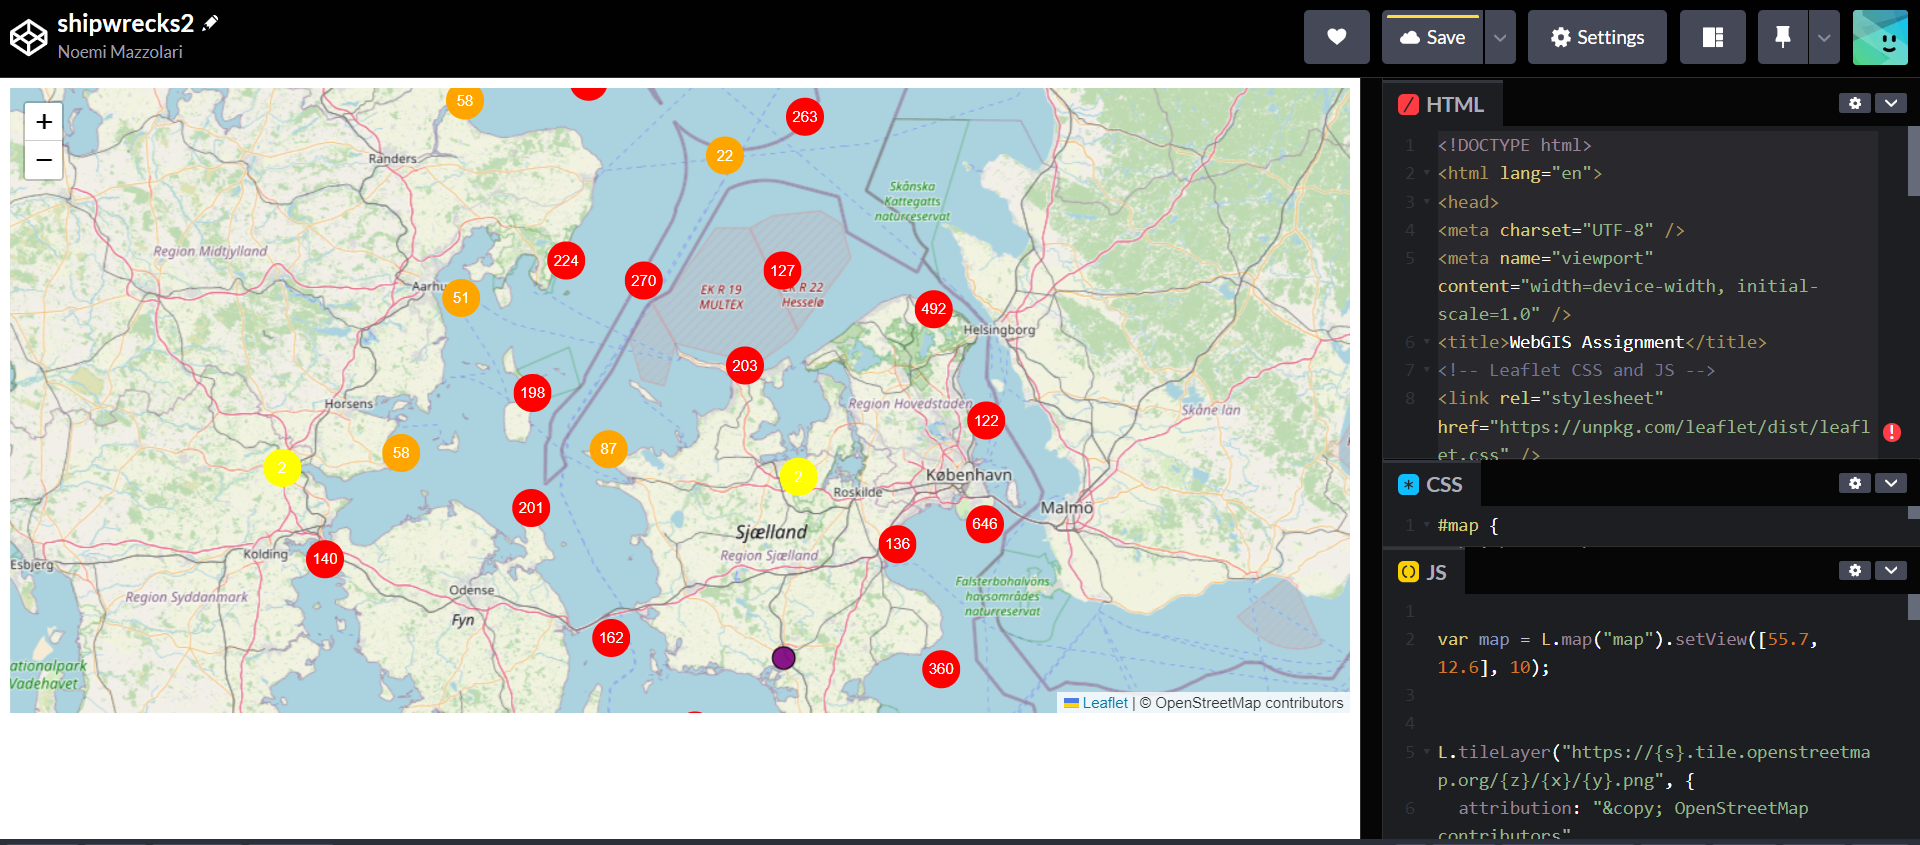 shipwrecks2
Noemi Mazzolari
Save
Settings
+
−
58
263
22
Randers
Skånska
Kattegatts
naturreservat
Region Midtjylland
224
270
127
EK R 19
MULTEX
EK R 22
Hesselø
Aarhu
51
492
Helsingborg
203
198
Horsens
Region Hovedstaden
Skåne län
122
58
87
2
2
København
Roskilde
Malmö
201
646
Sjælland
Region Sjælland
136
Kolding
140
Esbjerg
Odense
Fyn
Region Syddanmark
Falsterbohalvöns
havsområdes
naturreservat
162
360
ationalpark
Vadehavet
Leaflet | © OpenStreetMap contributors
HTML
1 <!DOCTYPE html>
2 <html lang="en">
3 <head>
4 <meta charset="UTF-8" />
5 <meta name="viewport"
content="width=device-width, initial-
scale=1.0" />
6 <title>WebGIS Assignment</title>
7 <!-- Leaflet CSS and JS -->
8 <link rel="stylesheet"
href="https://unpkg.com/leaflet/dist/leafl
et.css" />
CSS
1 #map {
JS
1
2 var map = L.map("map").setView([55.7,
12.6], 10);
3
4
5 L.tileLayer("https://{s}.tile.openstreetma
p.org/{z}/{x}/{y}.png", {
6 attribution: "&copy; OpenStreetMap
contributors"